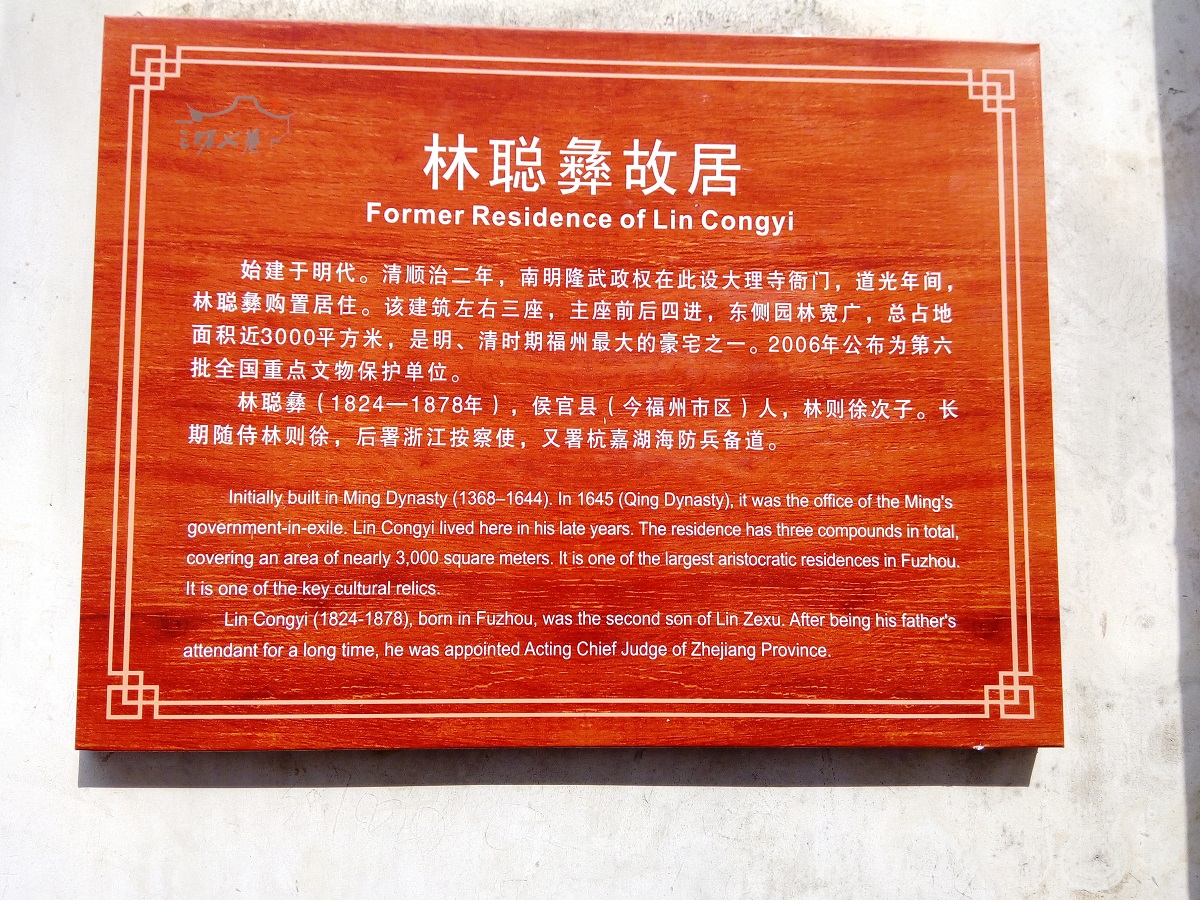 林聪彝故居
Former Residence of Lin Congyi
始建于明代。清顺治二年，南明隆武政权在此设大理寺衙门，道光年间，
林聪彝购置居住。该建筑左右三座，主座前后四进，东侧园林宽广，总占地
面积近3000平方米，是明、清时期福州最大的豪宅之一。2006年公布为第六
批全国重点文物保护单位。
林聪彝（1824—1878年），侯官县（今福州市区）人，林则徐次子。长
期随侍林则徐，后署浙江按察使，又署杭嘉湖海防兵备道。
Initially built in Ming Dynasty (1368–1644). In 1645 (Qing Dynasty), it was the office of the Ming's
government-in-exile. Lin Congyi lived here in his late years. The residence has three compounds in total,
covering an area of nearly 3,000 square meters. It is one of the largest aristocratic residences in Fuzhou.
It is one of the key cultural relics.
Lin Congyi (1824-1878), born in Fuzhou, was the second son of Lin Zexu. After being his father's
attendant for a long time, he was appointed Acting Chief Judge of Zhejiang Province.